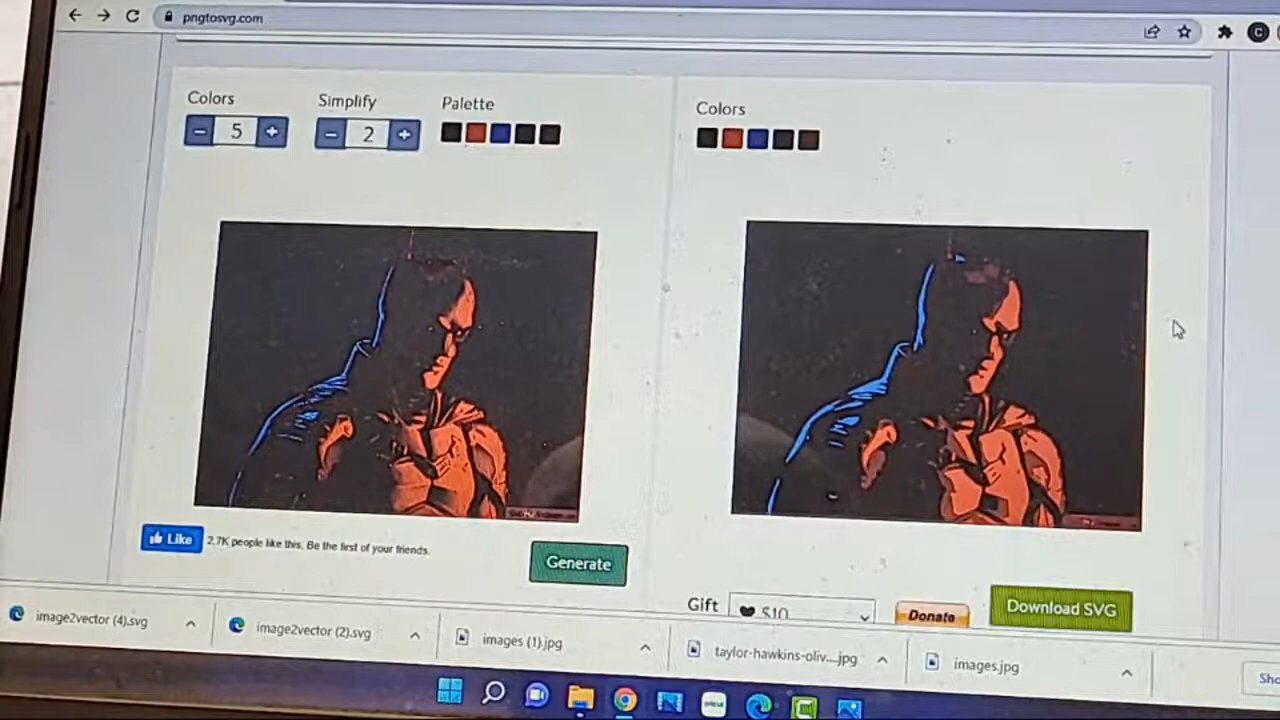 pngtosvg.com
Colors
Simplify
Palette
Colors
5
2
Like
2.7K people like this. Be the first of your friends.
Generate
Gift
$10
Donate
Download SVG
image2vector (4).svg
image2vector (2).svg
images (1).jpg
taylor-hawkins-oliv....jpg
images.jpg
Sho